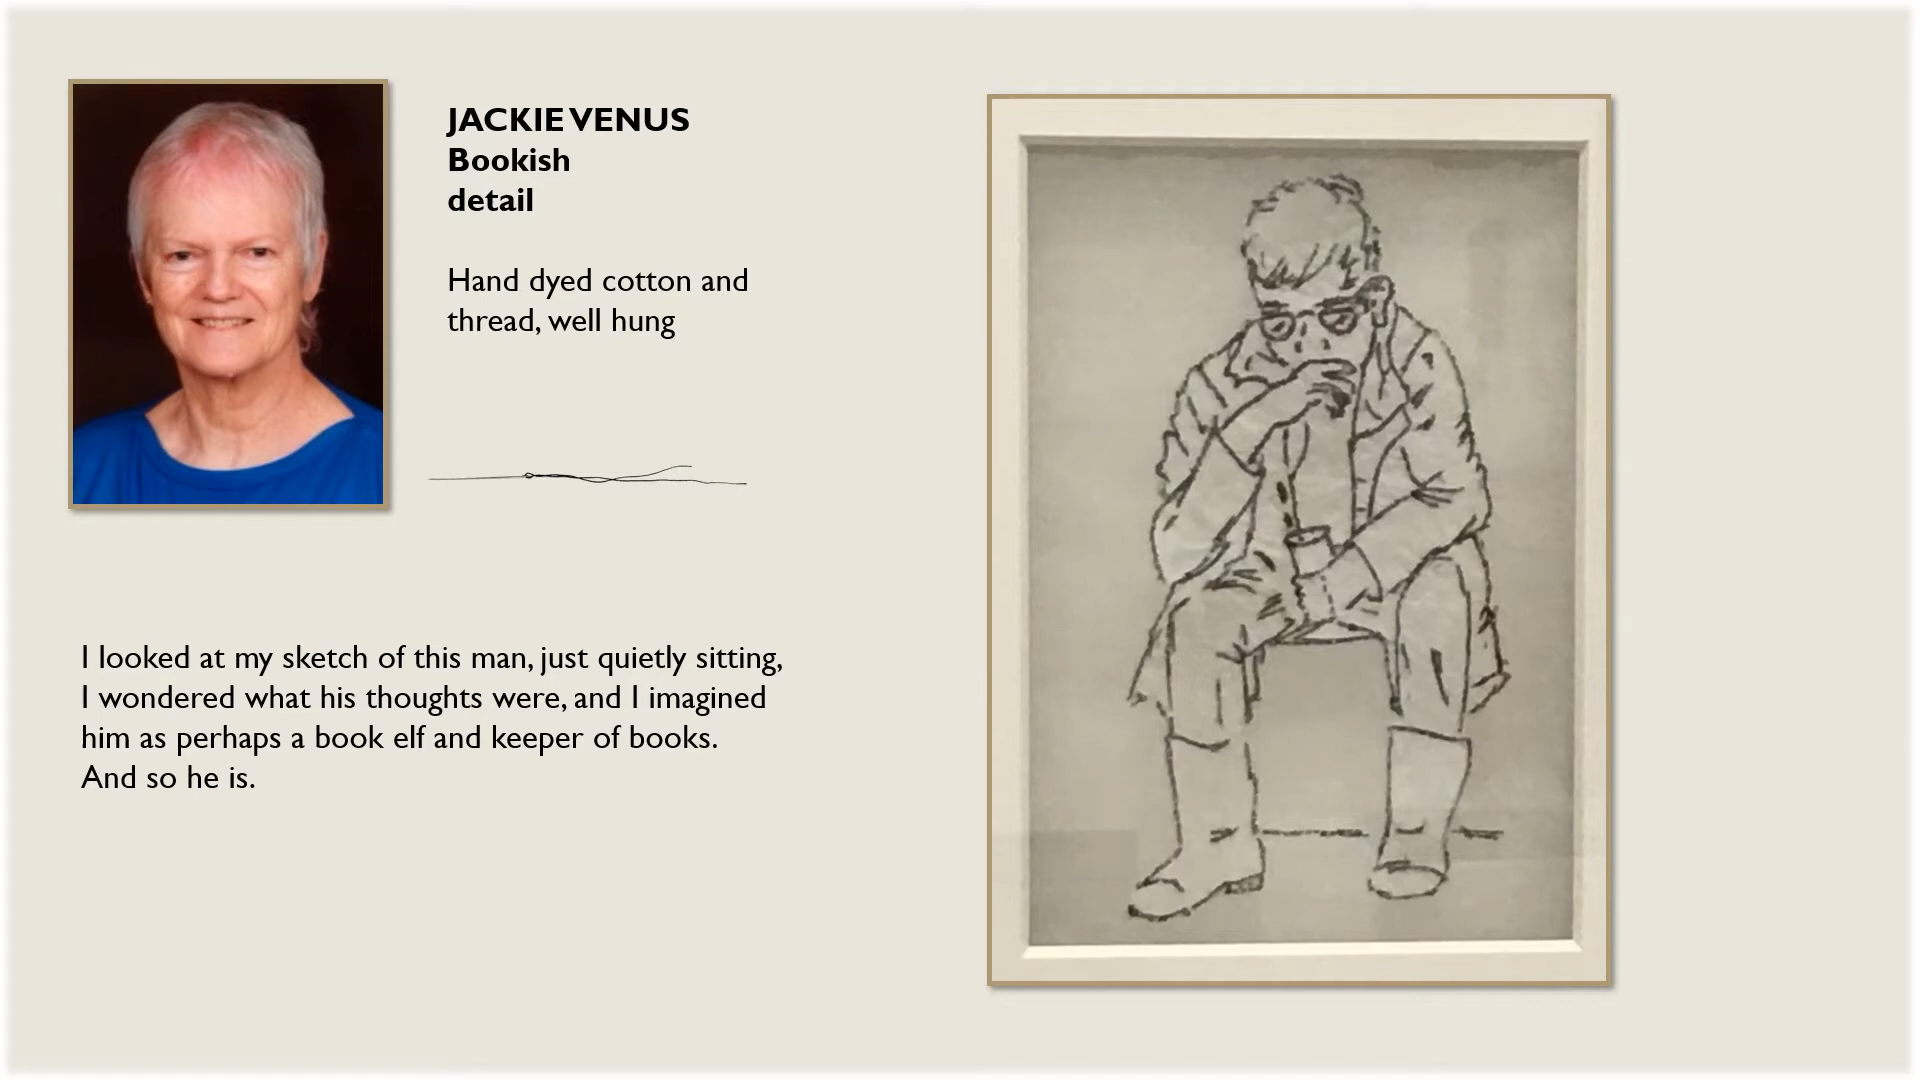 JACKIE VENUS
Bookish
detail
Hand dyed cotton and
thread, well hung
I looked at my sketch of this man, just quietly sitting,
I wondered what his thoughts were, and I imagined
him as perhaps a book elf and keeper of books.
And so he is.